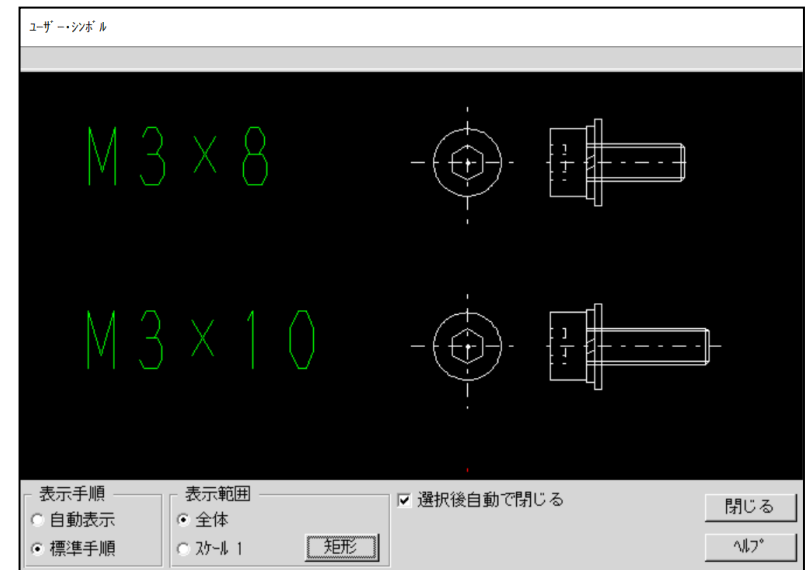 ﾕｰｻﾞｰ・ｼﾝﾎﾞﾙ
M3×8
M3×10
表示手順
自動表示
標準手順
表示範囲
全体
ｽｹｰﾙ 1
矩形
選択後自動で閉じる
閉じる
ﾍﾙﾌﾟ